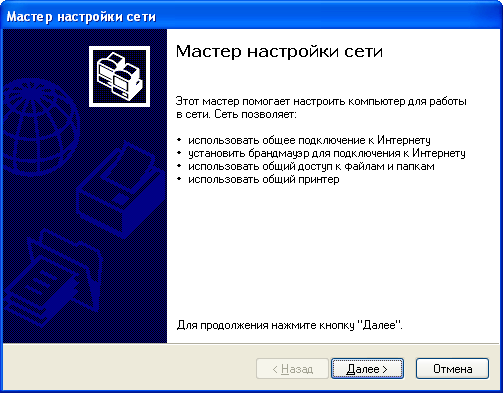 Мастер настройки сети
Мастер настройки сети
Этот мастер помогает настроить компьютер для работы
в сети. Сеть позволяет:
• использовать общее подключение к Интернету
• установить брандмауэр для подключения к Интернету
• использовать общий доступ к файлам и папкам
• использовать общий принтер
Для продолжения нажмите кнопку "Далее".
< Назад Далее > Отмена